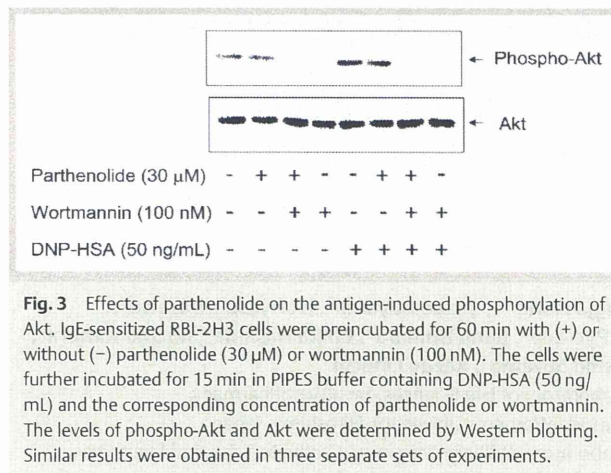 ← Phospho-Akt
← Akt
Parthenolide (30 μM) - + + - - + + -
Wortmannin (100 nM) - - + + - - + +
DNP-HSA (50 ng/mL) - - - - + + + +
Fig. 3 Effects of parthenolide on the antigen-induced phosphorylation of
Akt. IgE-sensitized RBL-2H3 cells were preincubated for 60 min with (+) or
without (−) parthenolide (30 μM) or wortmannin (100 nM). The cells were
further incubated for 15 min in PIPES buffer containing DNP-HSA (50 ng/
mL) and the corresponding concentration of parthenolide or wortmannin.
The levels of phospho-Akt and Akt were determined by Western blotting.
Similar results were obtained in three separate sets of experiments.